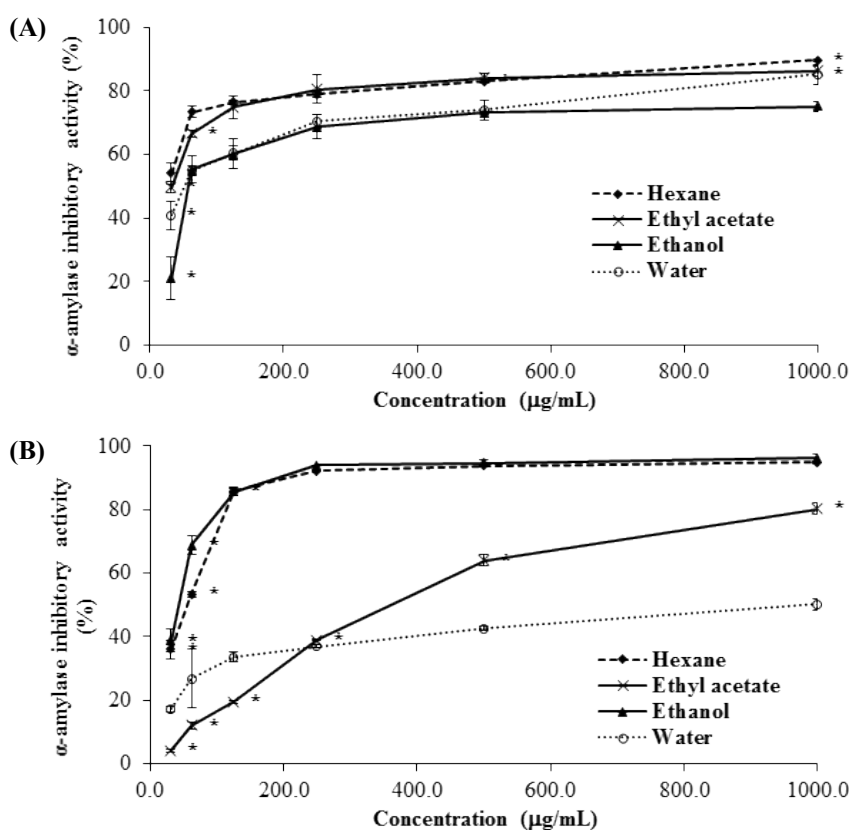 (A)
α-amylase inhibitory activity (%)
100
80
60
40
20
0
Hexane
Ethyl acetate
Ethanol
Water
0.0 200.0 400.0 600.0 800.0 1000.0
Concentration (µg/mL)
(B)
α-amylase inhibitory activity
(%)
100
80
60
40
20
0
Hexane
Ethyl acetate
Ethanol
Water
0.0 200.0 400.0 600.0 800.0 1000.0
Concentration (µg/mL)